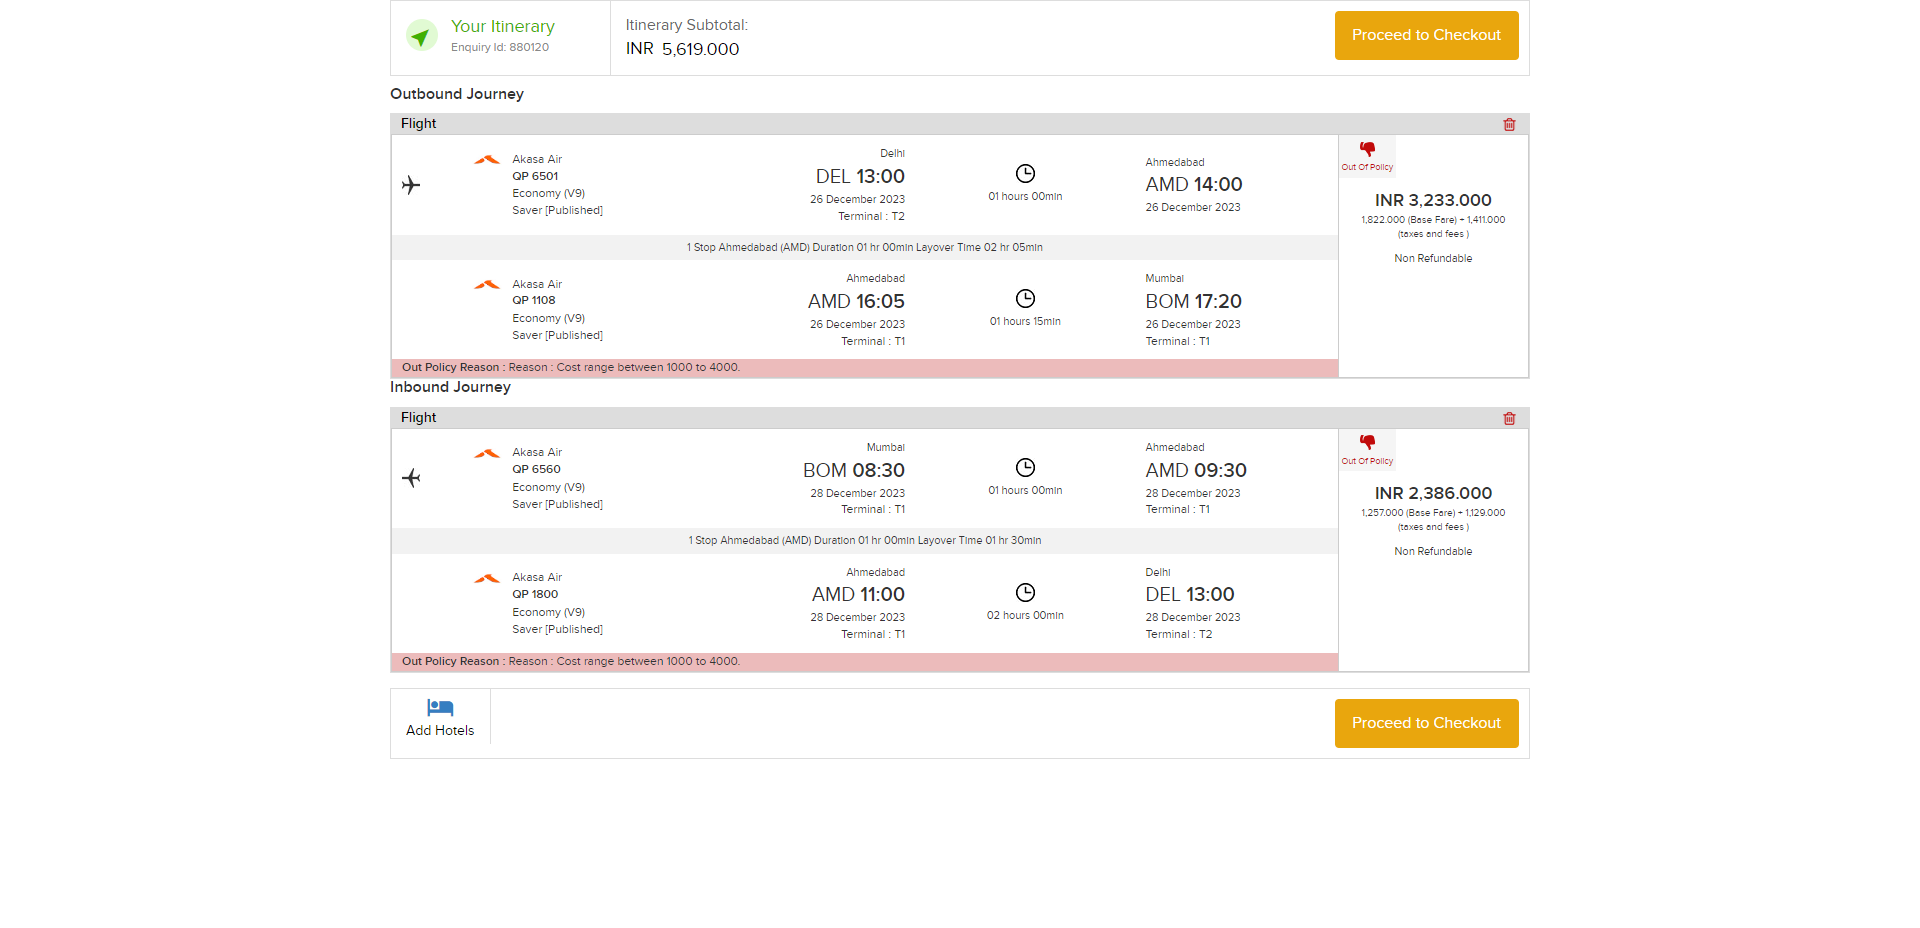 Your Itinerary
Enquiry Id: 880120
Itinerary Subtotal:
INR 5,619.000
Proceed to Checkout
Outbound Journey
Flight
Akasa Air
QP 6501
Economy (V9)
Saver [Published]
Delhi
DEL 13:00
26 December 2023
Terminal : T2
01 hours 00min
Ahmedabad
AMD 14:00
26 December 2023
Out Of Policy
INR 3,233.000
1,822.000 (Base Fare) + 1,411.000
(taxes and fees )
Non Refundable
1 Stop Ahmedabad (AMD) Duration 01 hr 00min Layover Time 02 hr 05min
Akasa Air
QP 1108
Economy (V9)
Saver [Published]
Ahmedabad
AMD 16:05
26 December 2023
Terminal : T1
01 hours 15min
Mumbai
BOM 17:20
26 December 2023
Terminal : T1
Out Policy Reason : Reason : Cost range between 1000 to 4000.
Inbound Journey
Flight
Akasa Air
QP 6560
Economy (V9)
Saver [Published]
Mumbai
BOM 08:30
28 December 2023
Terminal : T1
01 hours 00min
Ahmedabad
AMD 09:30
28 December 2023
Terminal : T1
Out Of Policy
INR 2,386.000
1,257.000 (Base Fare) + 1,129.000
(taxes and fees )
Non Refundable
1 Stop Ahmedabad (AMD) Duration 01 hr 00min Layover Time 01 hr 30min
Akasa Air
QP 1800
Economy (V9)
Saver [Published]
Ahmedabad
AMD 11:00
28 December 2023
Terminal : T1
02 hours 00min
Delhi
DEL 13:00
28 December 2023
Terminal : T2
Out Policy Reason : Reason : Cost range between 1000 to 4000.
Add Hotels
Proceed to Checkout